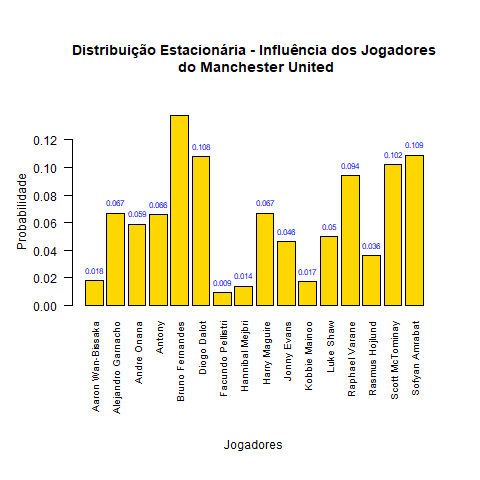 Distribuição Estacionária - Influência dos Jogadores
do Manchester United
Probabilidade
0.12
0.10
0.08
0.06
0.04
0.02
0.00
0.018
0.067
0.059
0.066
0.108
0.009
0.014
0.067
0.046
0.017
0.05
0.094
0.036
0.102
0.109
Aaron Wan-Bissaka
Alejandro Garnacho
Andre Onana
Antony
Bruno Fernandes
Diogo Dalot
Facundo Pellistri
Hannibal Mejbri
Harry Maguire
Jonny Evans
Kobbie Mainoo
Luke Shaw
Raphael Varane
Rasmus Hojlund
Scott McTominay
Sofyan Amrabat
Jogadores